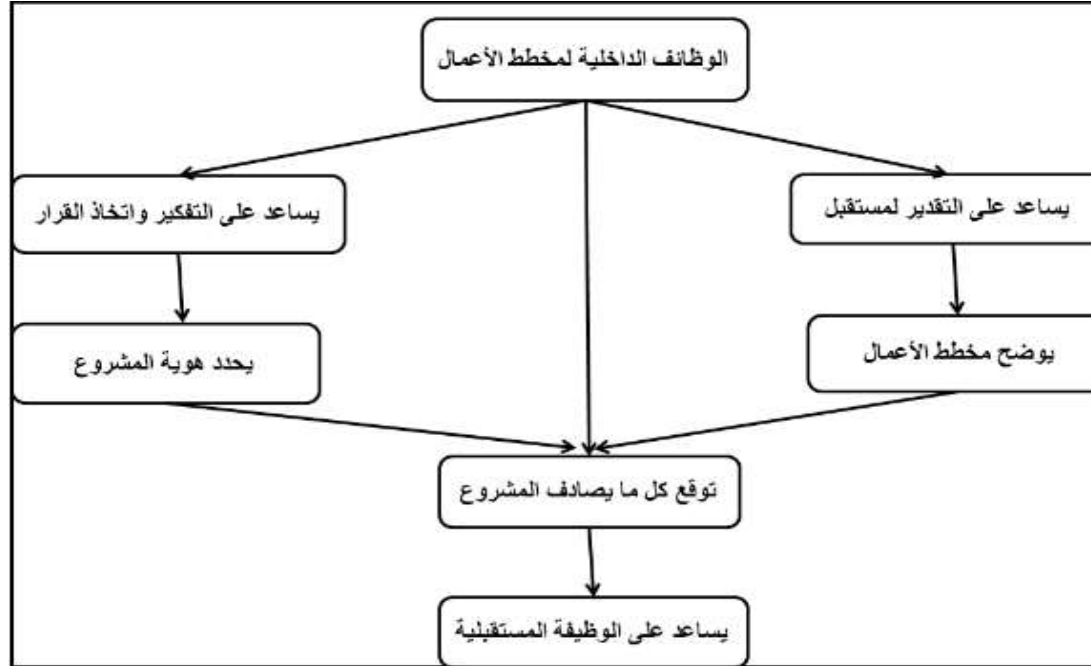 الوظائف الداخلية لمخطط الأعمال
يساعد على التقدير لمستقبل
يساعد على التفكير واتخاذ القرار
يوضح مخطط الأعمال
يحدد هوية المشروع
توقع كل ما يصادف المشروع
يساعد على الوظيفة المستقبلية